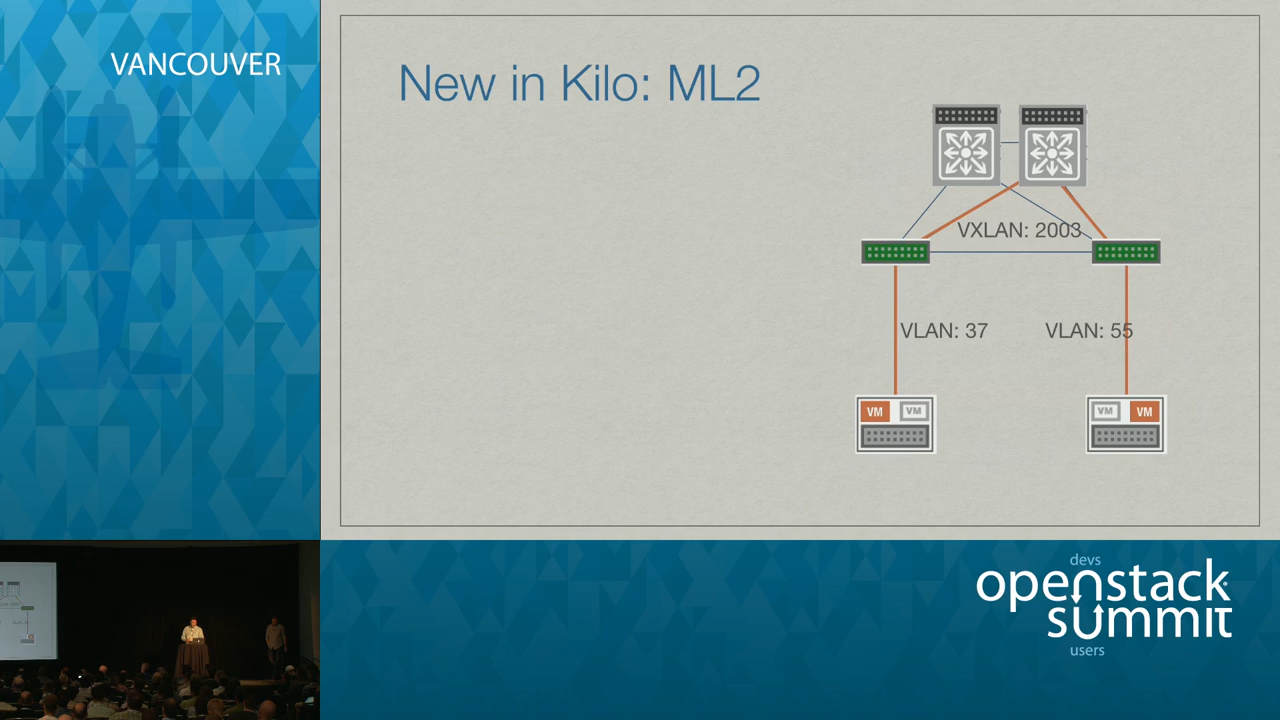 VANCOUVER
New in Kilo: ML2
VXLAN: 2003
VLAN: 37
VLAN: 55
VM
VM
VM
VM
devs
openstack
summit
users